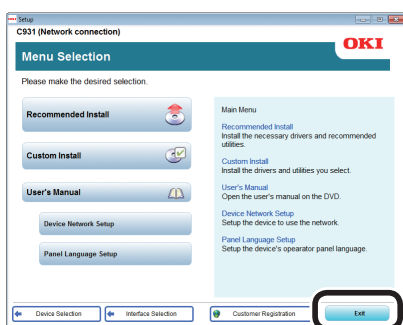 OKI Setup
C931 (Network connection)
OKI
Menu Selection
Please make the desired selection.
Recommended Install
Custom Install
User's Manual
Device Network Setup
Panel Language Setup
Main Menu
Recommended Install
Install the necessary drivers and recommended
utilities.
Custom Install
Install the drivers and utilities you select.
User's Manual
Open the user's manual on the DVD.
Device Network Setup
Setup the device to use the network.
Panel Language Setup
Setup the device's opearator panel language.
Device Selection
Interface Selection
Customer Registration
Exit